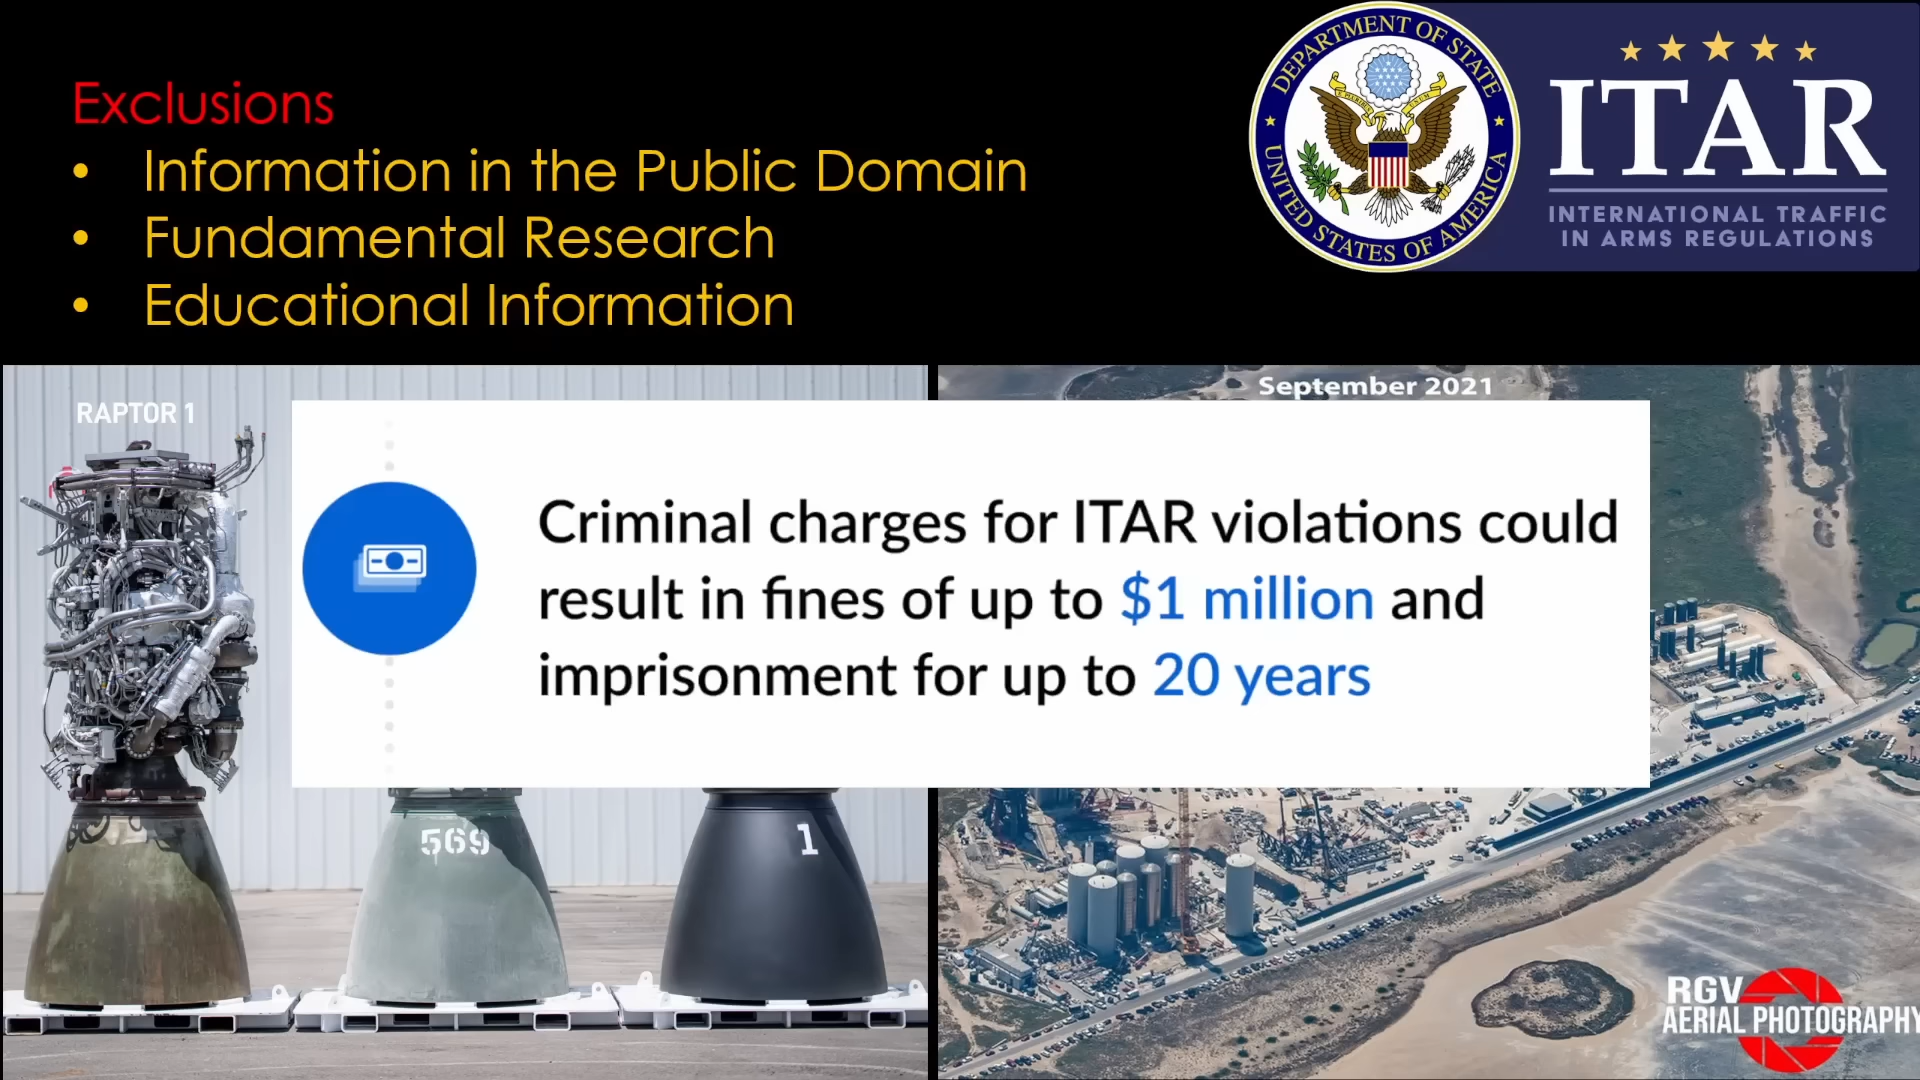 Exclusions
• Information in the Public Domain
• Fundamental Research
• Educational Information
DEPARTMENT OF STATE
UNITED STATES OF AMERICA
ITAR
INTERNATIONAL TRAFFIC
IN ARMS REGULATIONS
RAPTOR 1
September 2021
Criminal charges for ITAR violations could
result in fines of up to $1 million and
imprisonment for up to 20 years
569
1
RGV
AERIAL PHOTOGRAPHY